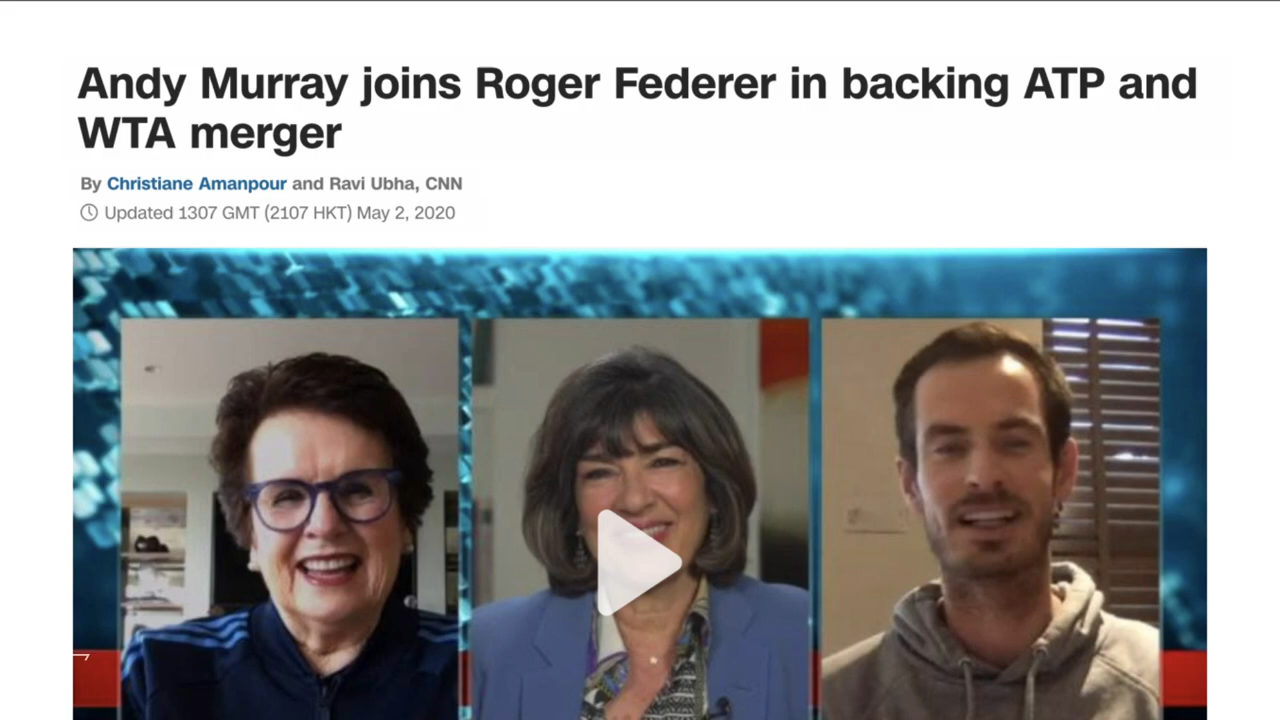 Andy Murray joins Roger Federer in backing ATP and
WTA merger
By Christiane Amanpour and Ravi Ubha, CNN
Updated 1307 GMT (2107 HKT) May 2, 2020